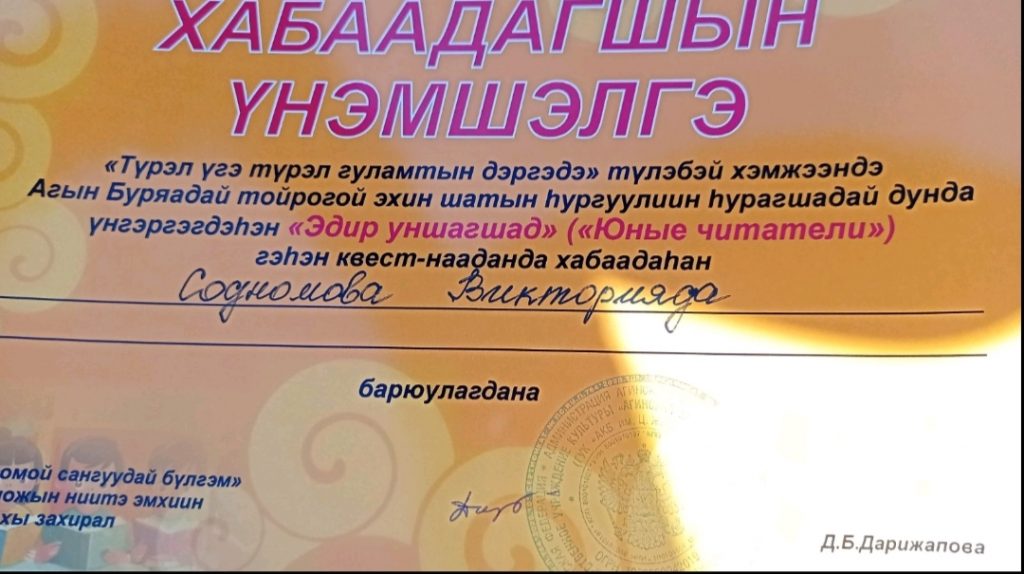 ХАБААДАГШЫН
ҮНЭМШЭЛГЭ
«Түрэл үгэ түрэл гуламтын дэргэдэ» түлэбэй хэмжээндэ
Агын Буряадай тойрогой эхин шатын һургуулиин һурагшадай дунда
үнгэргэгдэһэн «Эдир уншагшад» («Юные читатели»)
гэһэн квест-нааданда хабаадаһан
Содномова Викторияда
барюулагдана
омой сангуудай бүлгэм»
ожын ниитэ эмхиин
хы захирал
Д.Б.Дарижапова